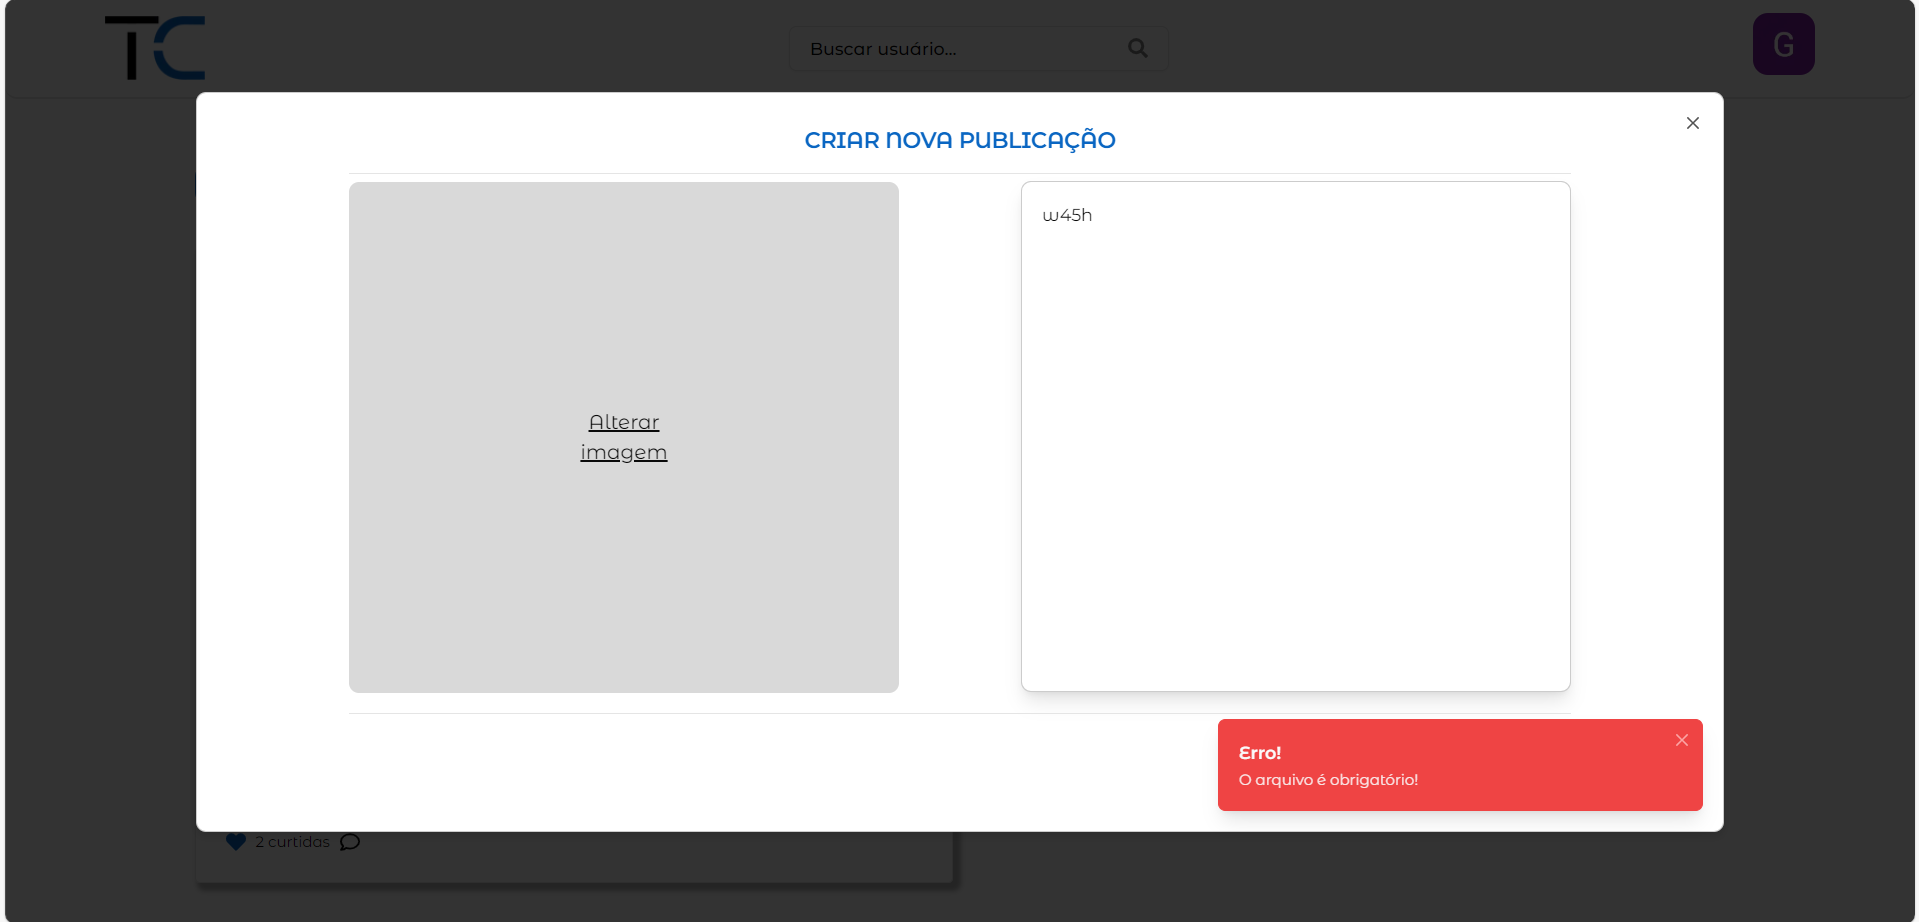 TC
Buscar usuário...
G
CRIAR NOVA PUBLICAÇÃO
Alterar
imagem
w45h
Erro!
O arquivo é obrigatório!
2 curtidas